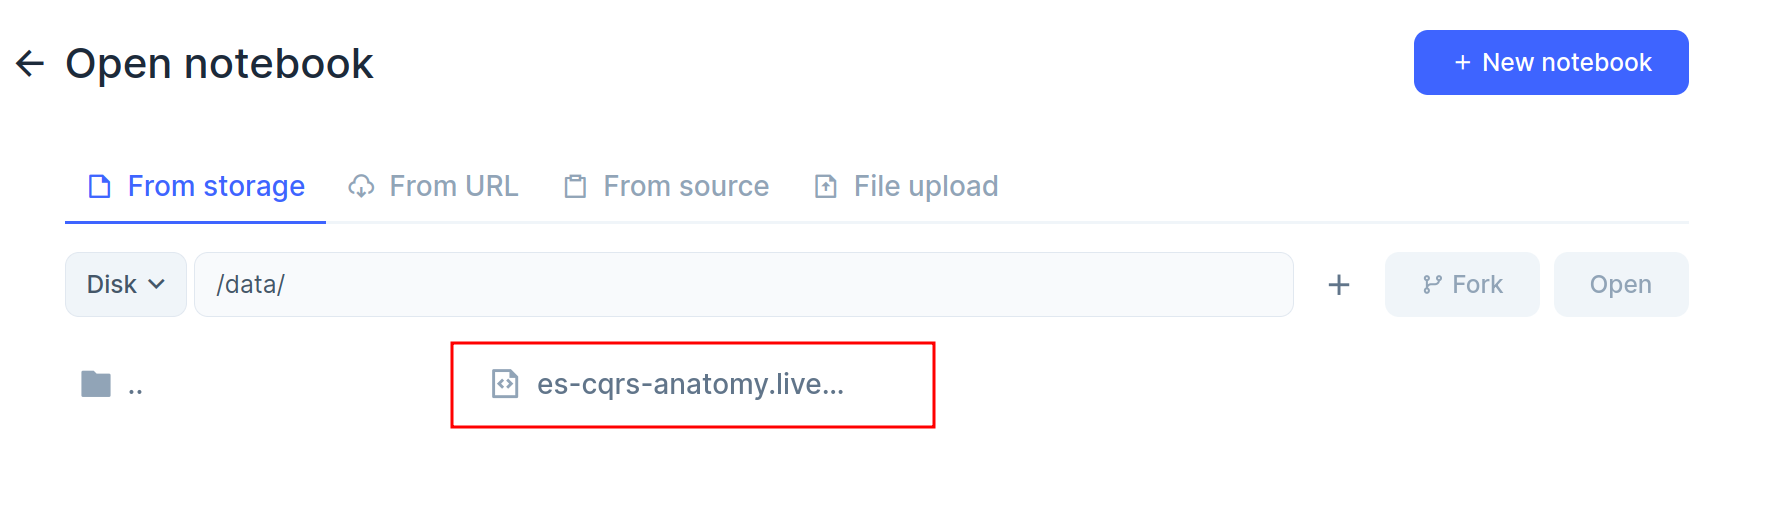 Open notebook
+ New notebook
From storage
From URL
From source
File upload
Disk
/data/
Fork
Open
..
es-cqrs-anatomy.live...